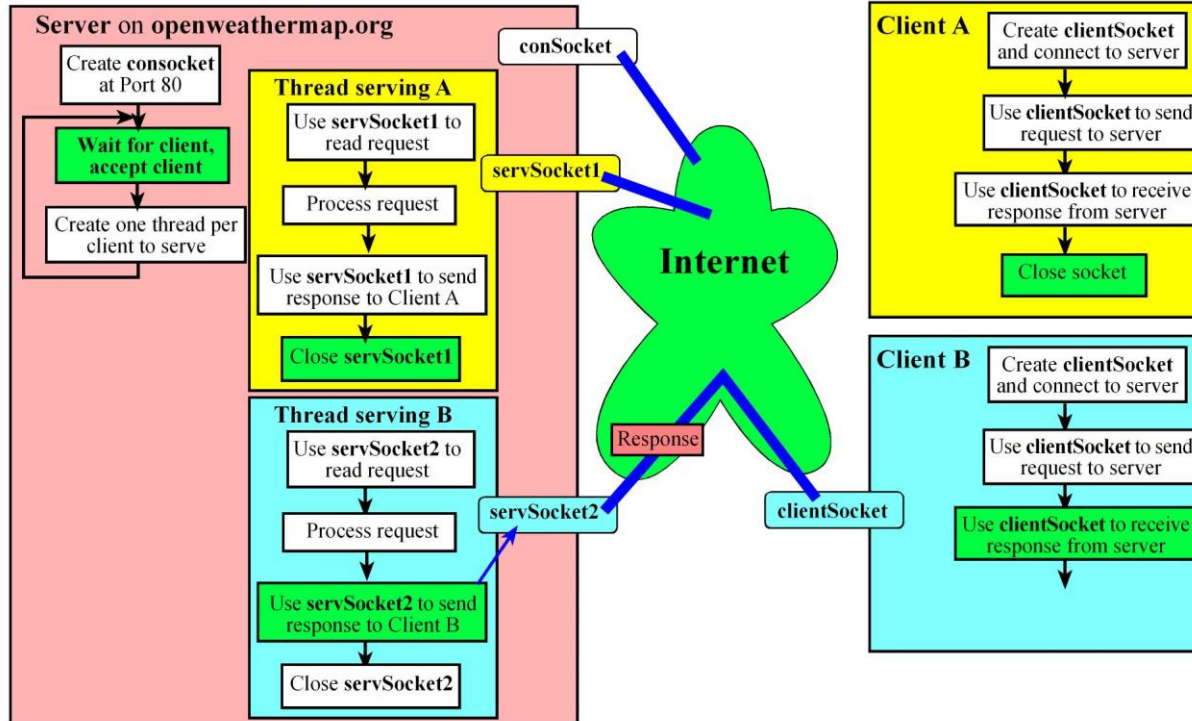 Server on openweathermap.org
Create consocket
at Port 80
Wait for client,
accept client
Create one thread per
client to serve
Thread serving A
Use servSocket1 to
read request
Process request
Use servSocket1 to send
response to Client A
Close servSocket1
Thread serving B
Use servSocket2 to
read request
Process request
Use servSocket2 to send
response to Client B
Close servSocket2
conSocket
servSocket1
Internet
Response
servSocket2
clientSocket
Client A
Create clientSocket
and connect to server
Use clientSocket to send
request to server
Use clientSocket to receive
response from server
Close socket
Client B
Create clientSocket
and connect to server
Use clientSocket to send
request to server
Use clientSocket to receive
response from server